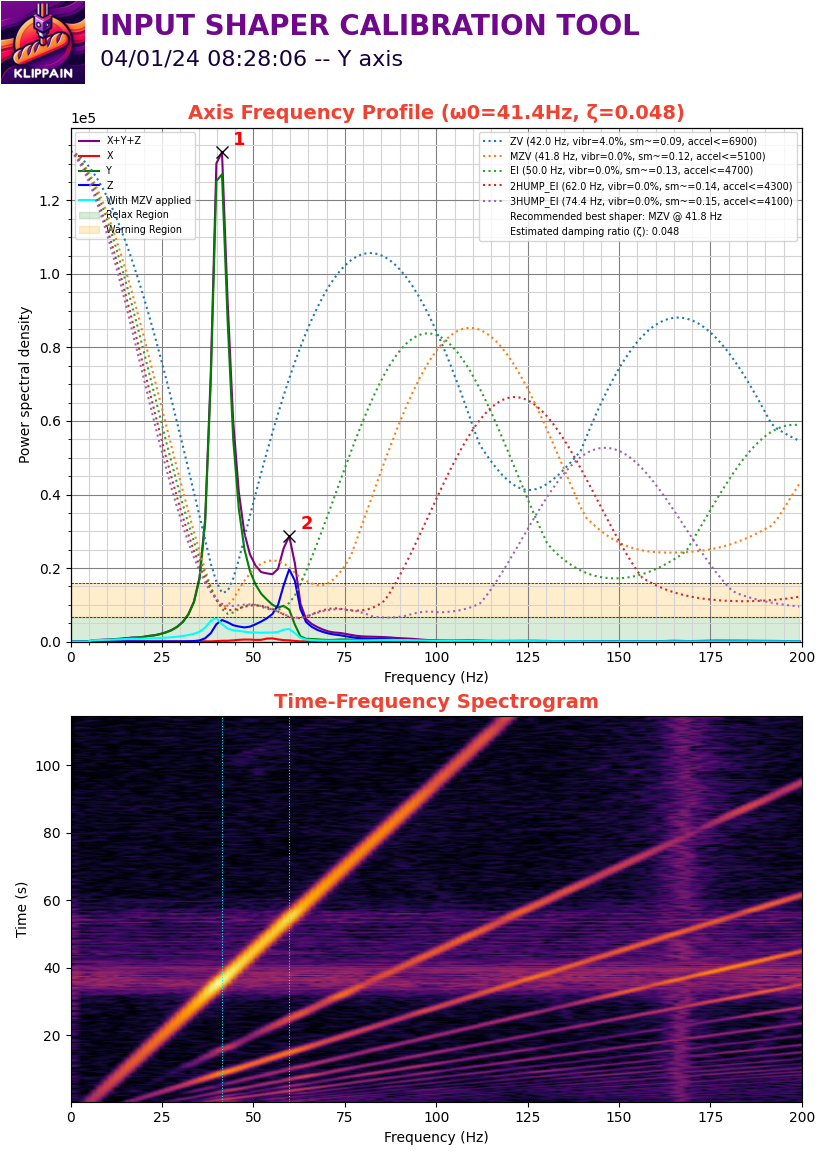 KLIPPAIN
INPUT SHAPER CALIBRATION TOOL
04/01/24 08:28:06 -- Y axis
Axis Frequency Profile (ω0=41.4Hz, ζ=0.048)
1e5
X+Y+Z
X
Y
Z
With MZV applied
Relax Region
Warning Region
1
2
ZV (42.0 Hz, vibr=4.0%, sm~=0.09, accel<=6900)
MZV (41.8 Hz, vibr=0.0%, sm~=0.12, accel<=5100)
EI (50.0 Hz, vibr=0.0%, sm~=0.13, accel<=4700)
2HUMP_EI (62.0 Hz, vibr=0.0%, sm~=0.14, accel<=4300)
3HUMP_EI (74.4 Hz, vibr=0.0%, sm~=0.15, accel<=4100)
Recommended best shaper: MZV @ 41.8 Hz
Estimated damping ratio (ζ): 0.048
Power spectral density
1.2
1.0
0.8
0.6
0.4
0.2
0.0
0 25 50 75 100 125 150 175 200
Frequency (Hz)
Time-Frequency Spectrogram
Time (s)
100
80
60
40
20
0 25 50 75 100 125 150 175 200
Frequency (Hz)